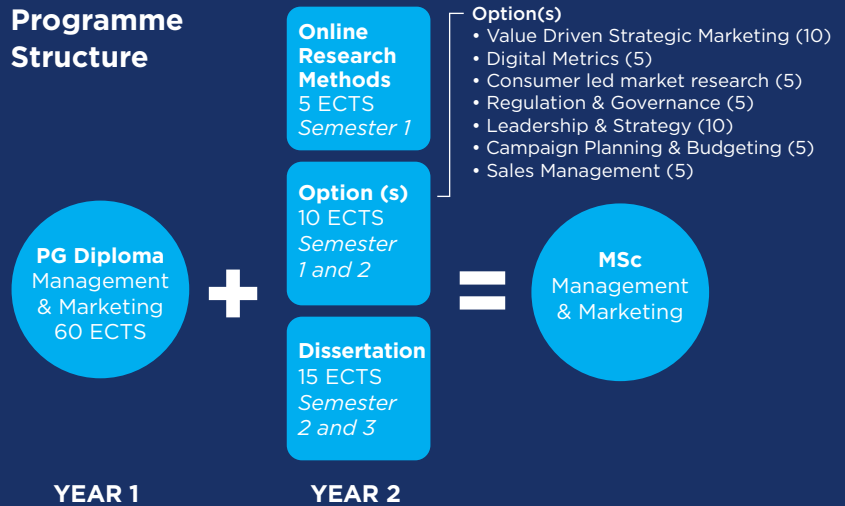 Programme
Structure
PG Diploma
Management
& Marketing
60 ECTS
+
Online
Research
Methods
5 ECTS
Semester 1
Option (s)
10 ECTS
Semester
1 and 2
Dissertation
15 ECTS
Semester
2 and 3
Option(s)
• Value Driven Strategic Marketing (10)
• Digital Metrics (5)
• Consumer led market research (5)
• Regulation & Governance (5)
• Leadership & Strategy (10)
• Campaign Planning & Budgeting (5)
• Sales Management (5)
=
MSc
Management
& Marketing
YEAR 1
YEAR 2